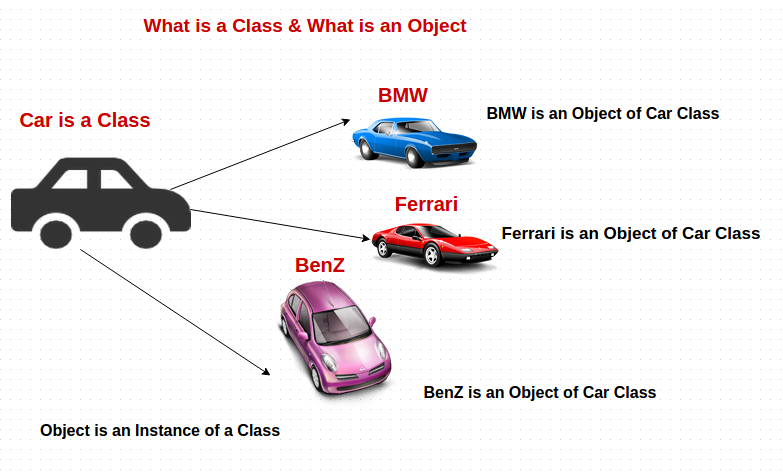 What is a Class & What is an Object
BMW
BMW is an Object of Car Class
Car is a Class
Ferrari
Ferrari is an Object of Car Class
BenZ
BenZ is an Object of Car Class
Object is an Instance of a Class